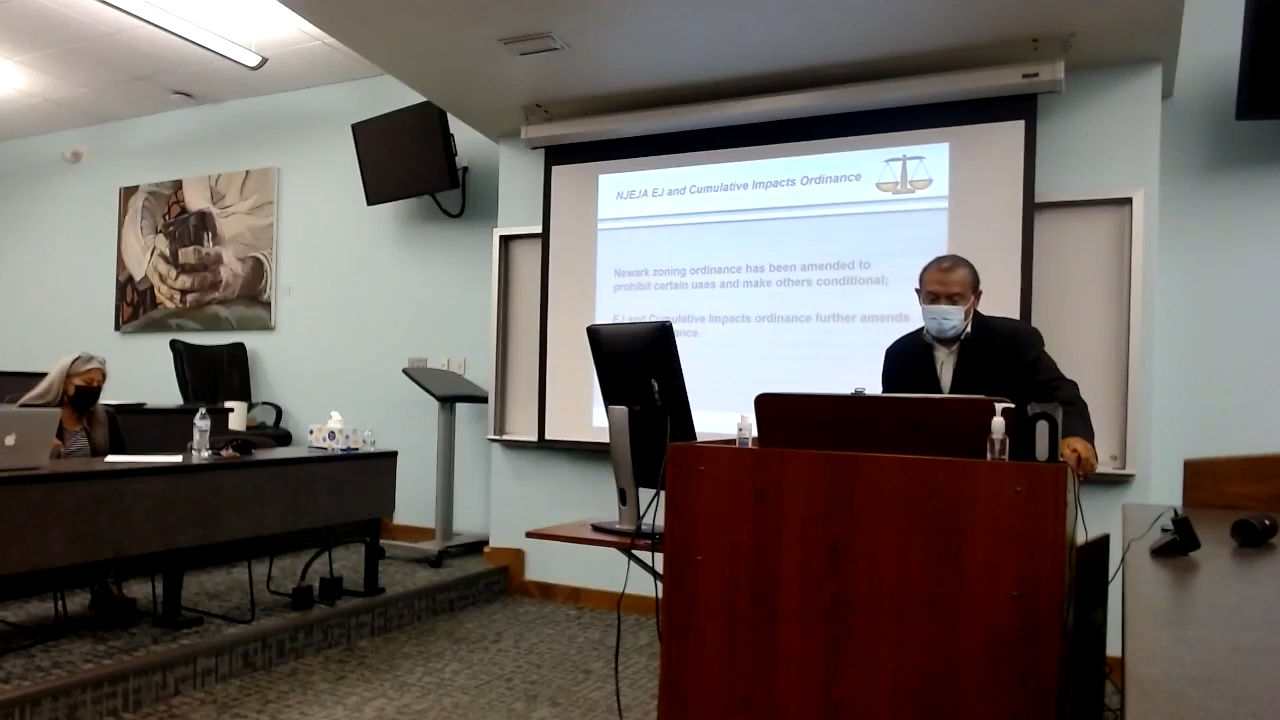 NJEJA EJ and Cumulative Impacts Ordinance
Newark zoning ordinance has been amended to
prohibit certain uses and make others conditional;
EJ and Cumulative Impacts ordinance further amends